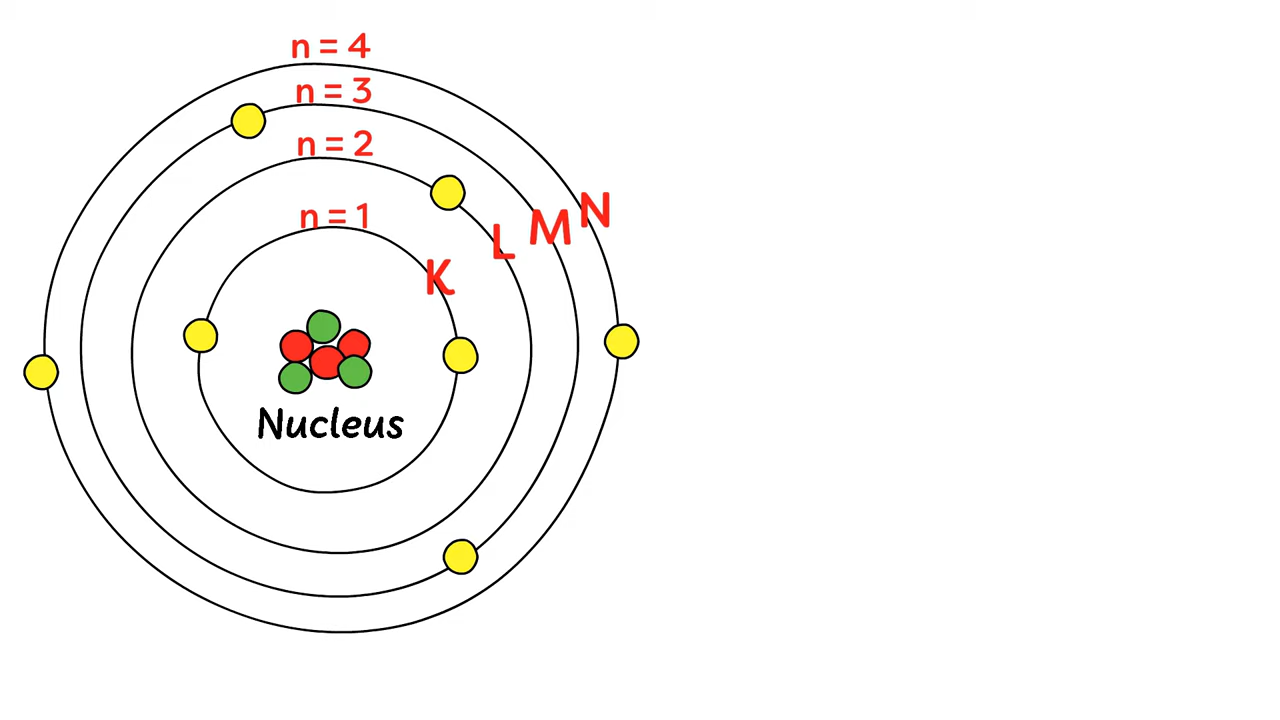 n = 4
n = 3
n = 2
n = 1
K
L
M
N
Nucleus